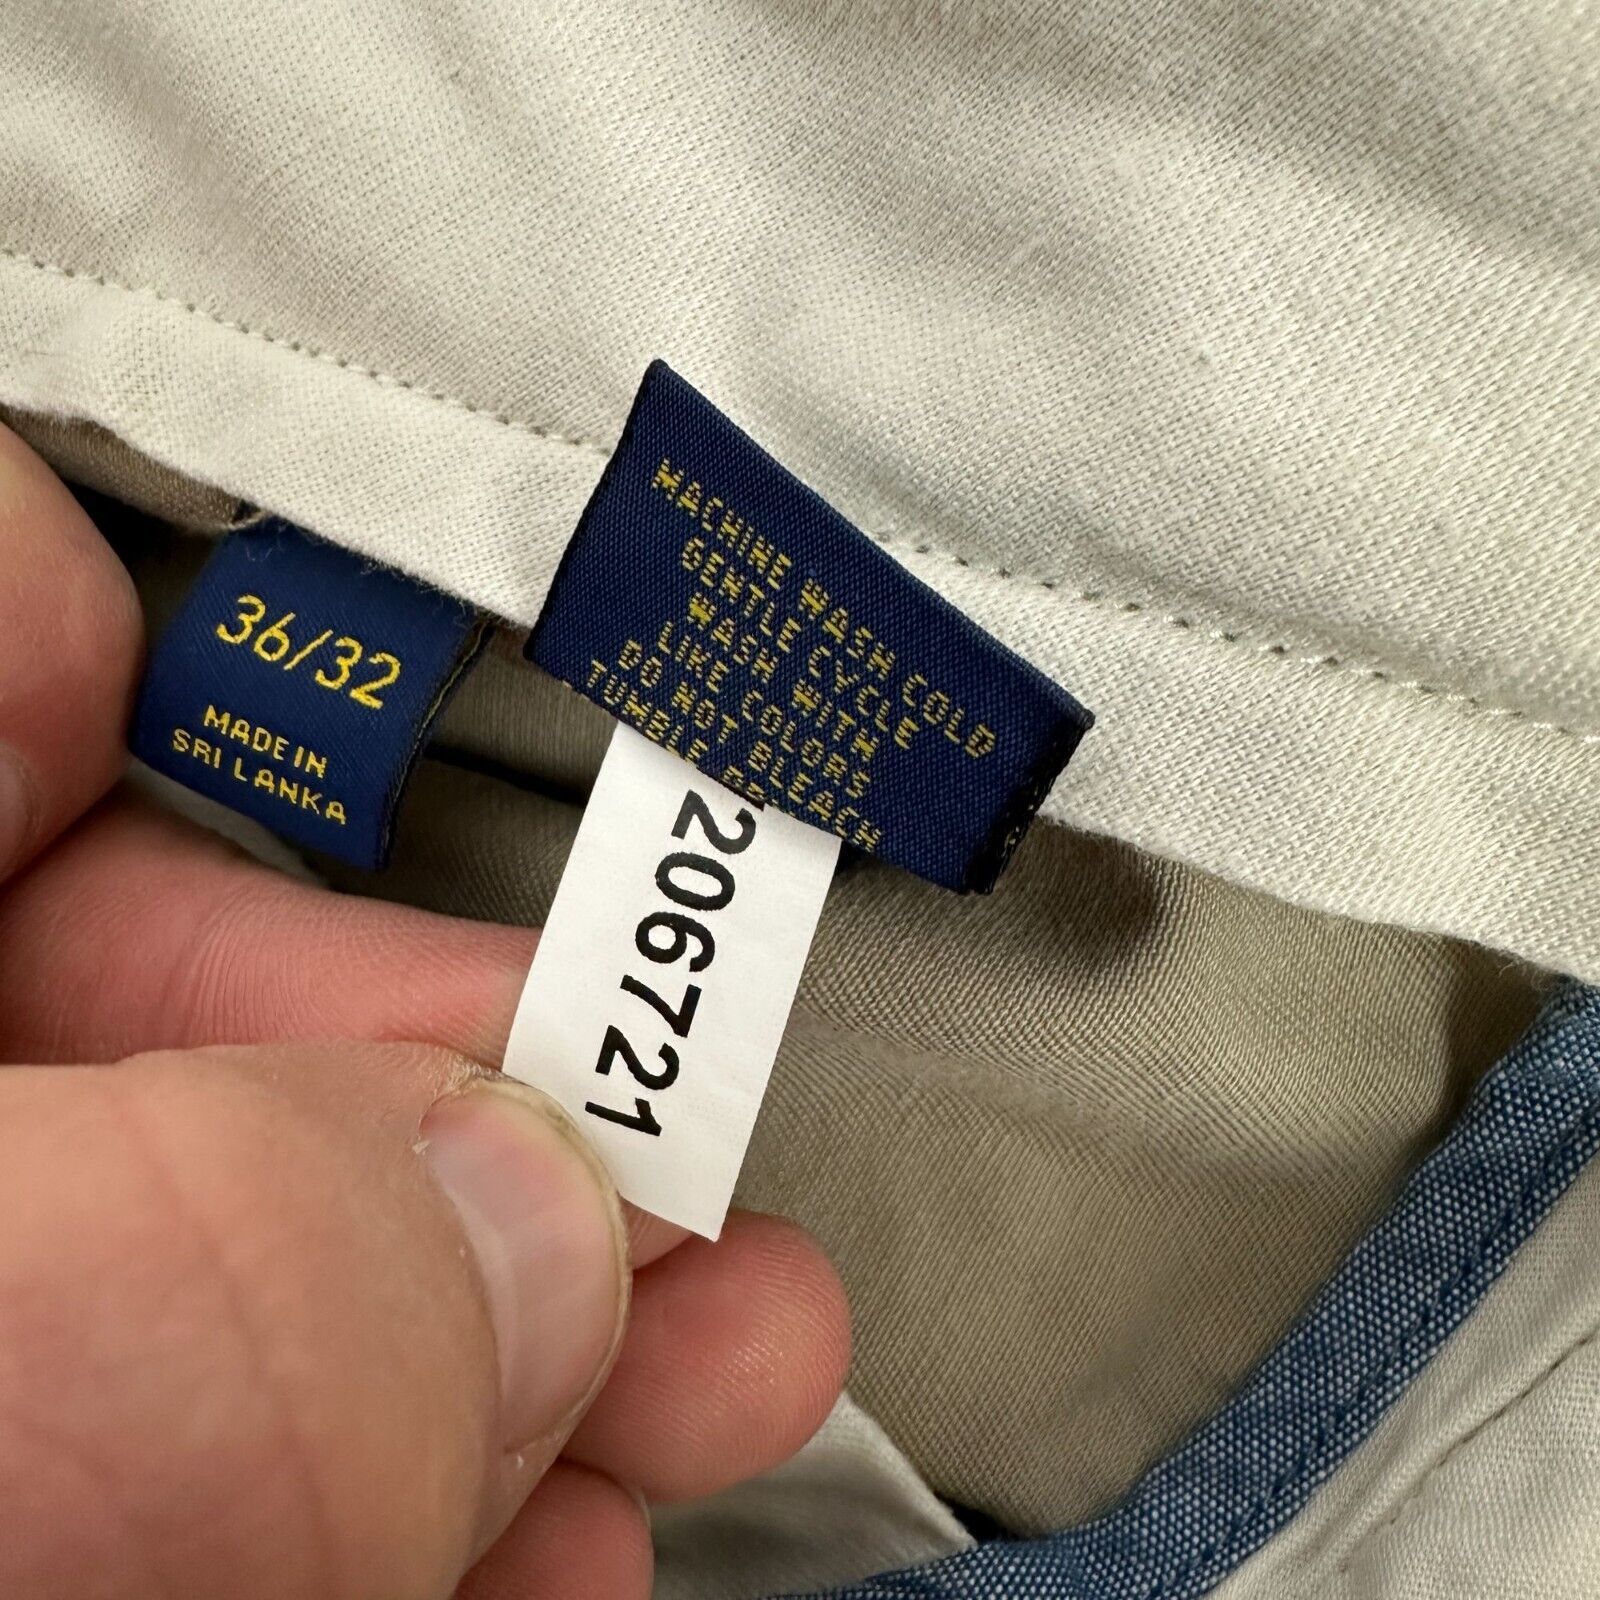 36/32
MADE IN
SRI LANKA
MACHINE WASH COLD
GENTLE CYCLE
WASH WITH
LIKE COLORS
DO NOT BLEACH
TUMBLE
206721